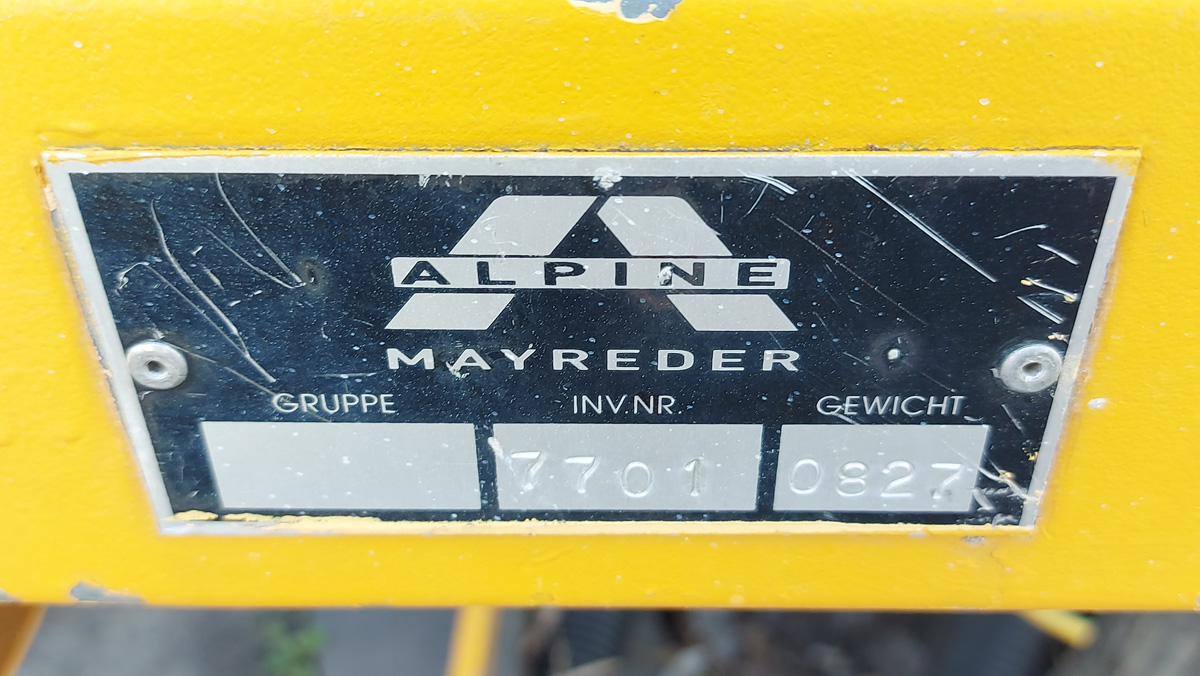 ALPINE
MAYREDER
GRUPPE INV.NR. GEWICHT
7701 0827